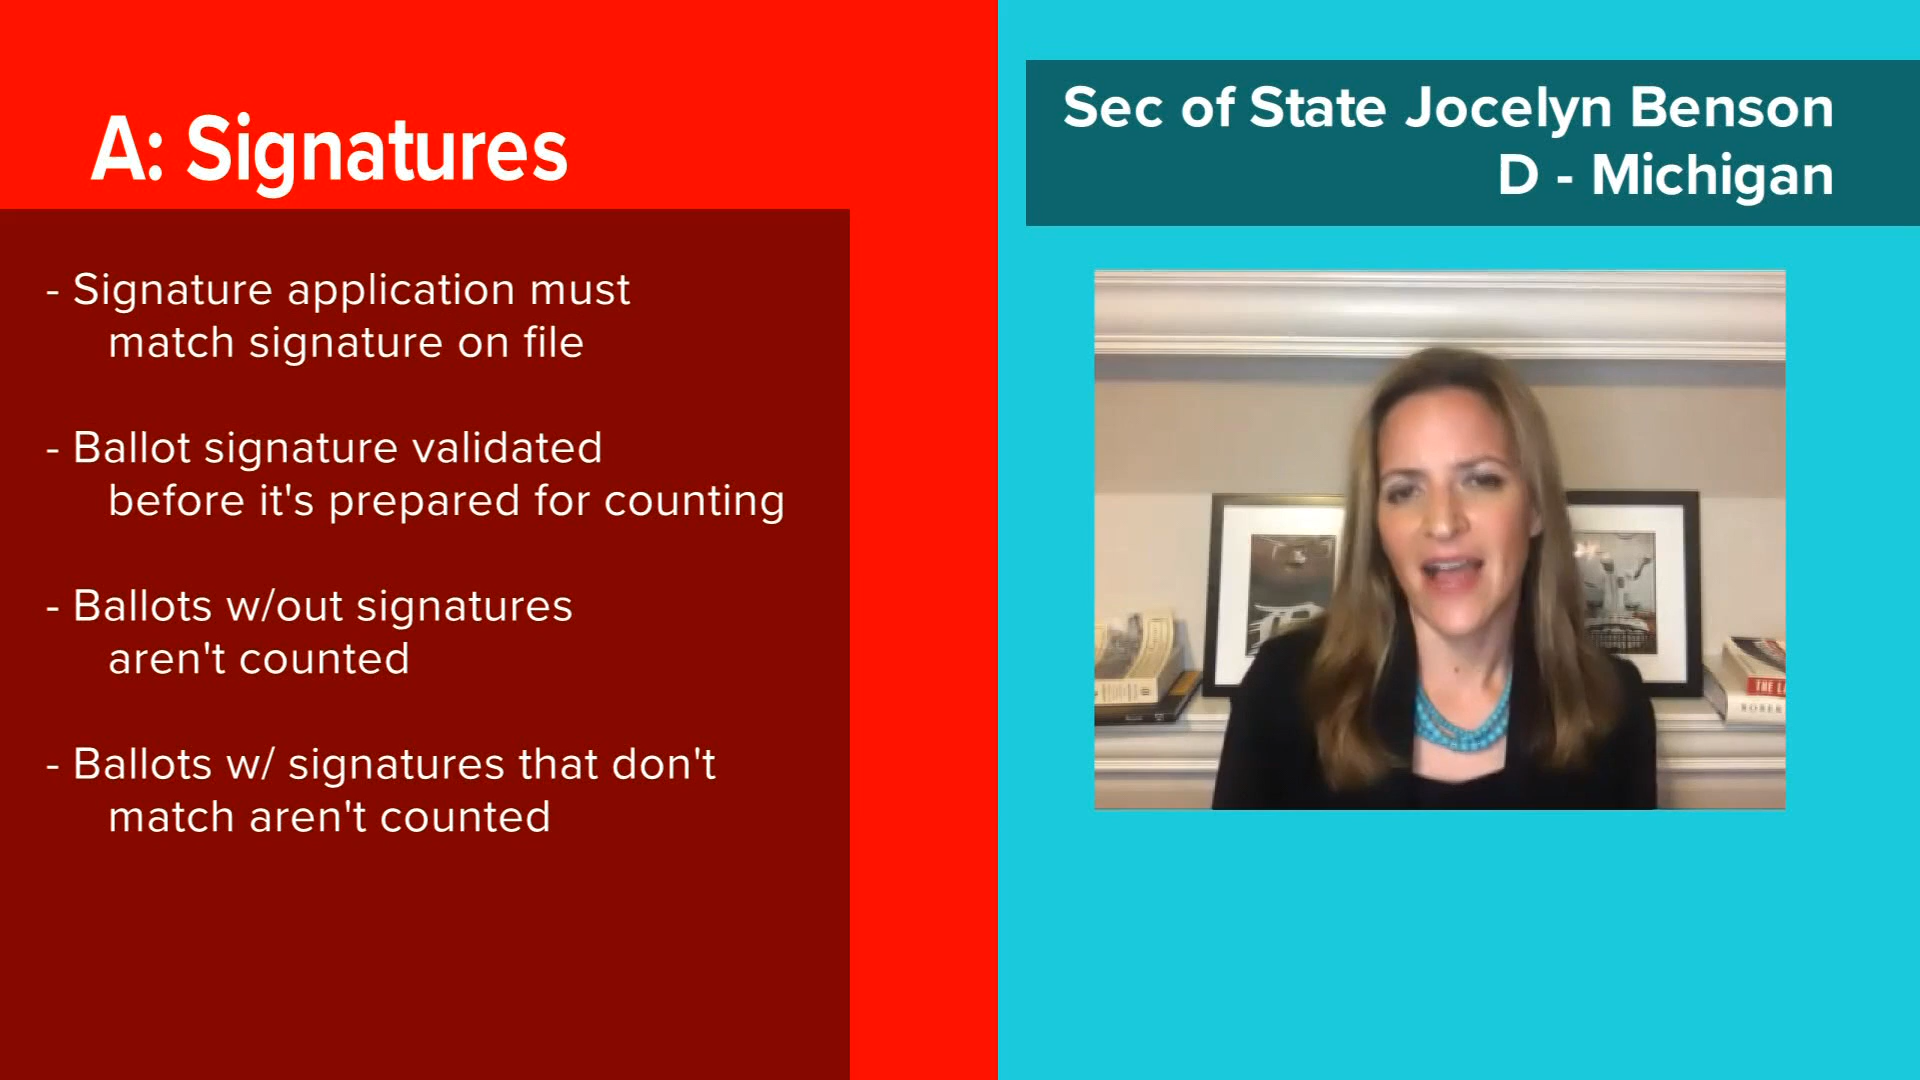 A: Signatures
- Signature application must
match signature on file
- Ballot signature validated
before it's prepared for counting
- Ballots w/out signatures
aren't counted
- Ballots w/ signatures that don't
match aren't counted
Sec of State Jocelyn Benson
D - Michigan
THE